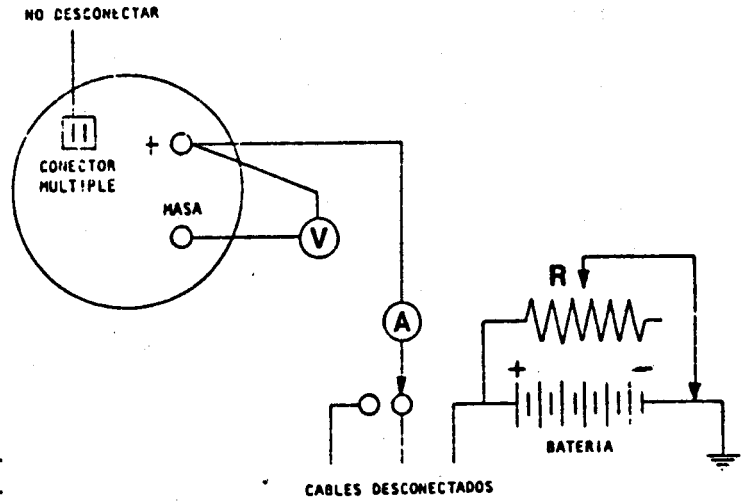 NO DESCONECTAR
CONECTOR
MULTIPLE
+
MASA
V
A
R
+
-
BATERIA
CABLES DESCONECTADOS